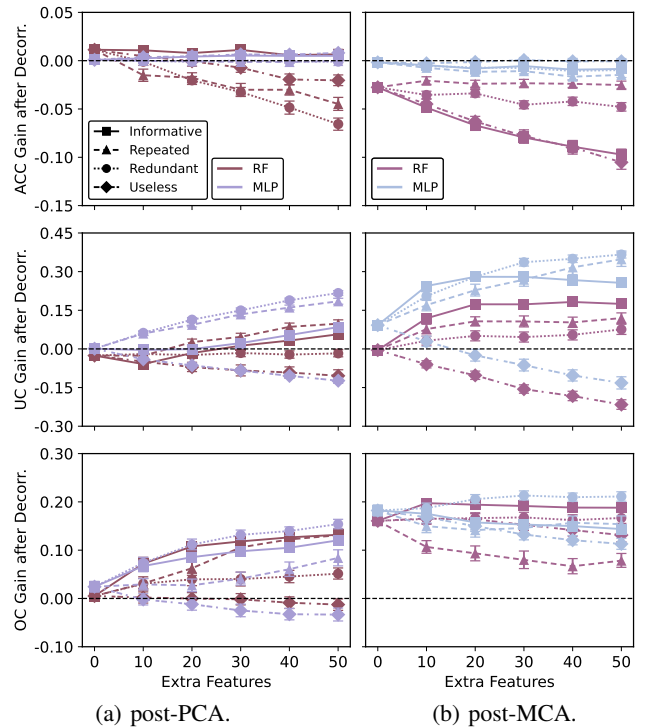 0.05
0.00
-0.05
-0.10
-0.15
ACC Gain after Decorr.
Informative
Repeated
Redundant
Useless
RF
MLP
RF
MLP
0.45
0.30
0.15
0.00
-0.15
-0.30
UC Gain after Decorr.
0.30
0.20
0.10
0.00
-0.10
OC Gain after Decorr.
0 10 20 30 40 50
0 10 20 30 40 50
Extra Features
Extra Features
(a) post-PCA.
(b) post-MCA.